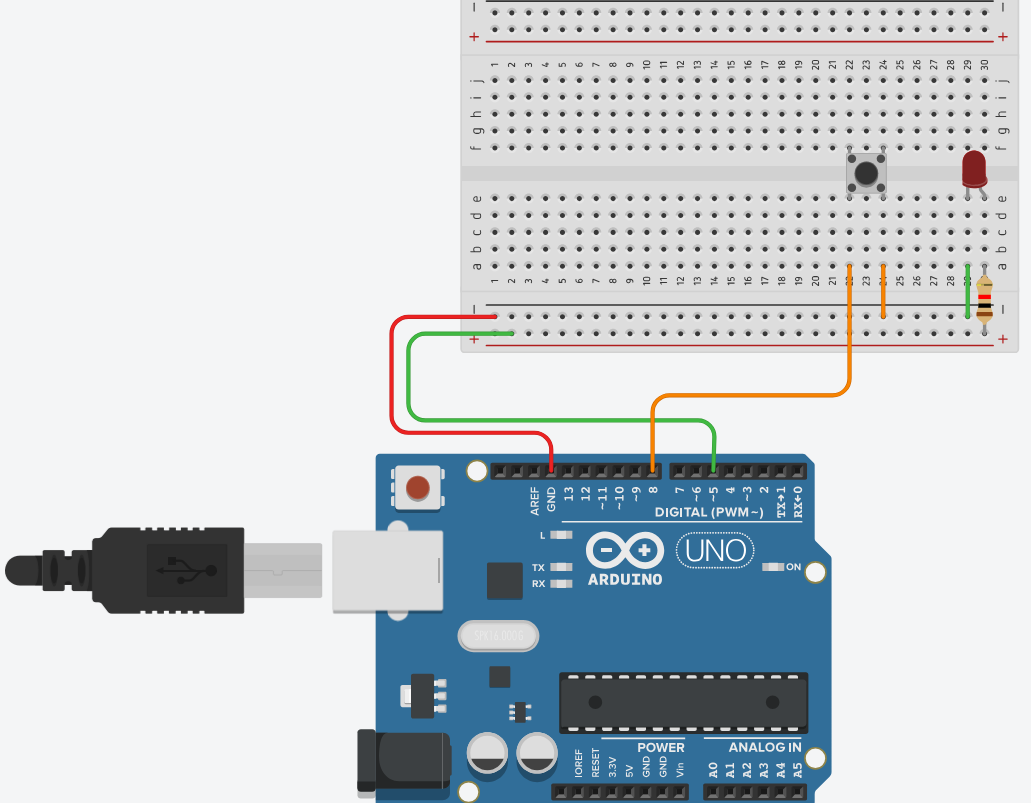 − −
+ +
1 2 3 4 5 6 7 8 9 10 11 12 13 14 15 16 17 18 19 20 21 22 23 24 25 26 27 28 29 30
j j
i i
h h
g g
f f
e e
d d
c c
b b
a a
1 2 3 4 5 6 7 8 9 10 11 12 13 14 15 16 17 18 19 20 21 22 23 25 26 27 28 30
− −
+ +
AREF GND 13 12 ~11 ~10 ~9 8 7 ~6 ~5 4 ~3 2 TX→1 RX←0
DIGITAL (PWM~)
L
TX
RX
UNO
ON
ARDUINO
POWER ANALOG IN
IOREF RESET 3.3V 5V GND GND Vin A0 A1 A2 A3 A4 A5